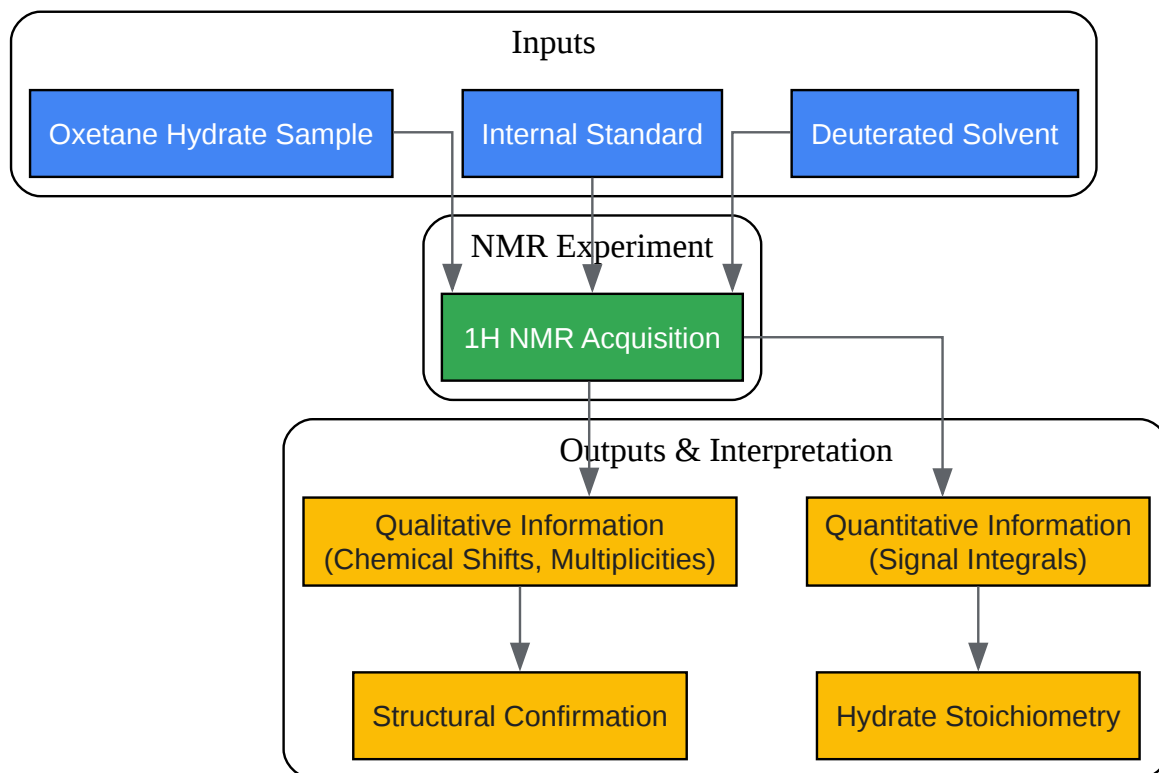 Inputs
Oxetane Hydrate Sample
Internal Standard
Deuterated Solvent
NMR Experiment
1H NMR Acquisition
Outputs & Interpretation
Qualitative Information
(Chemical Shifts, Multiplicities)
Quantitative Information
(Signal Integrals)
Structural Confirmation
Hydrate Stoichiometry